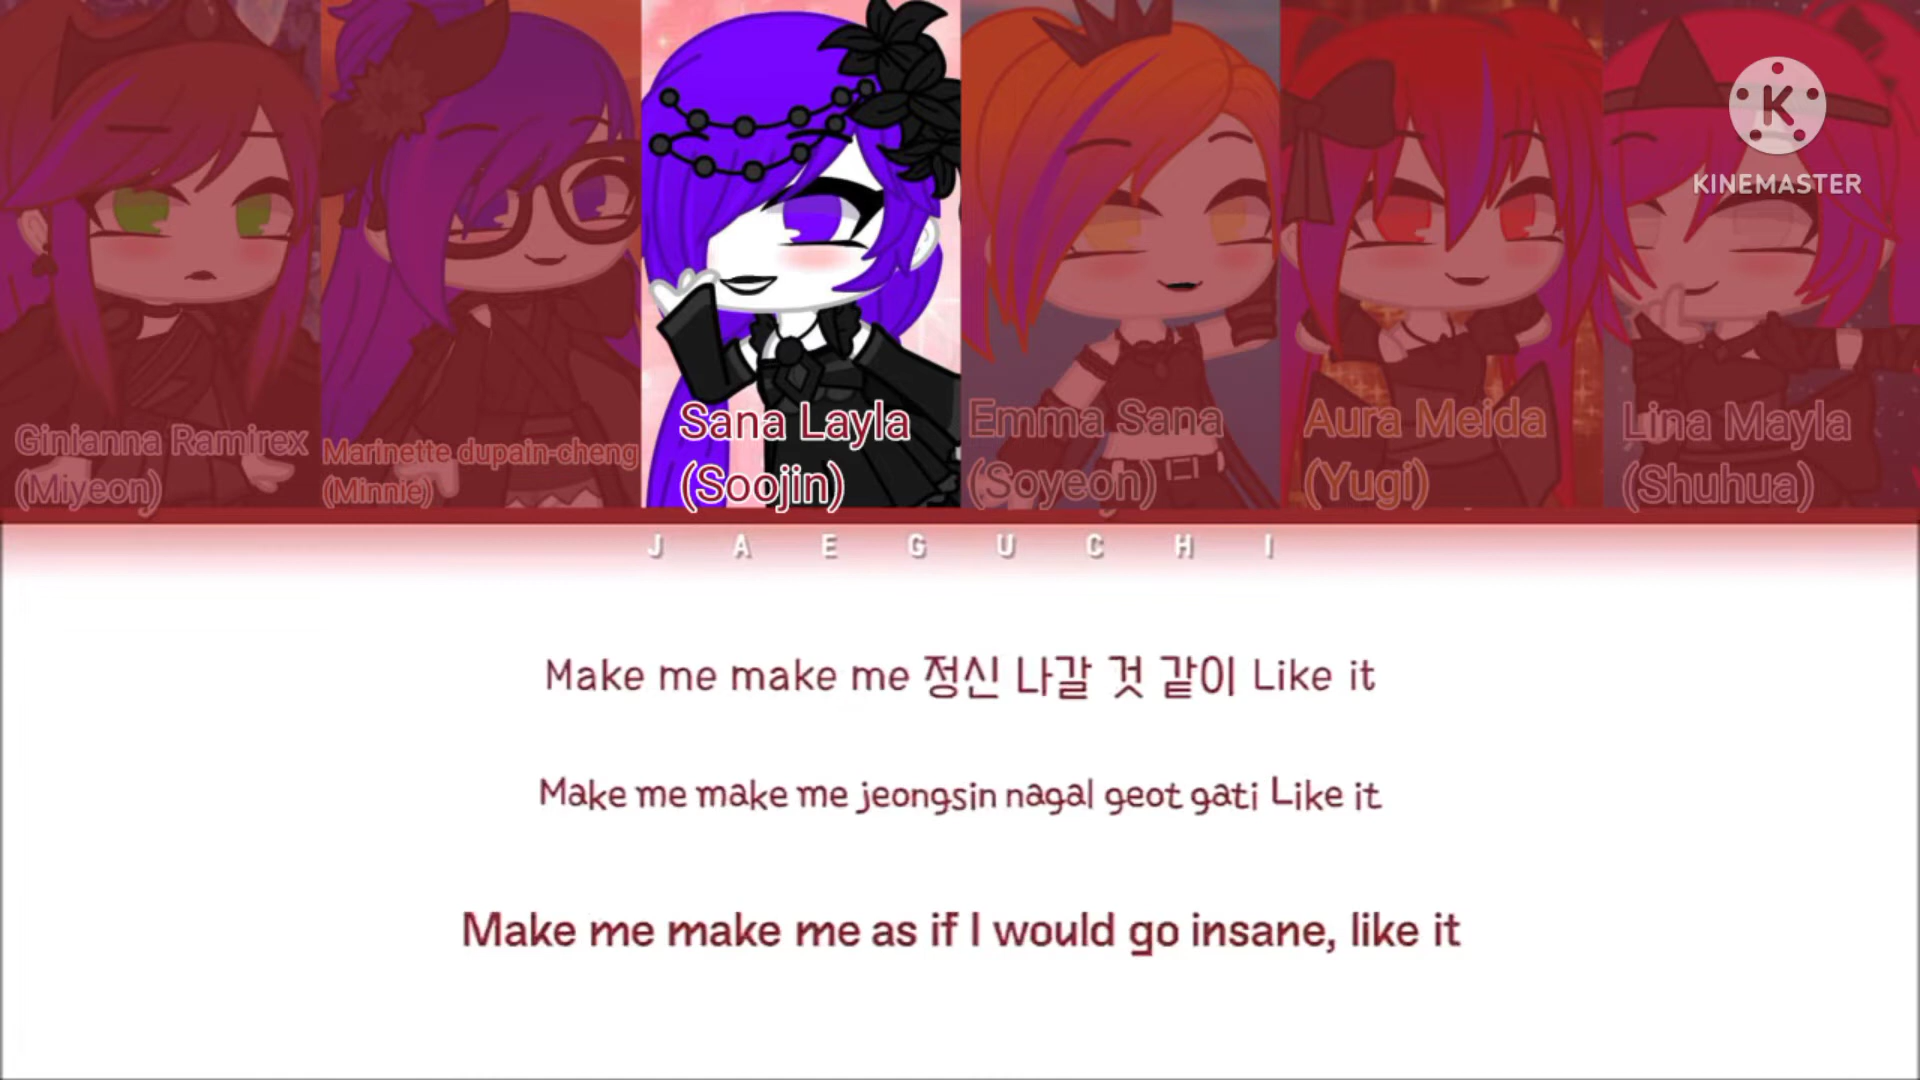 K
KINEMASTER
Ginianna Ramirex
(Miyeon)
Marinette dupain-cheng
(Minnie)
Sana Layla
(Soojin)
Emma Sana
(Soyeon)
Aura Meida
(Yugi)
Lina Mayla
(Shuhua)
J A E G U C H I
Make me make me 정신 나갈 것 같이 Like it
Make me make me jeongsin nagal geot gati Like it
Make me make me as if I would go insane, like it